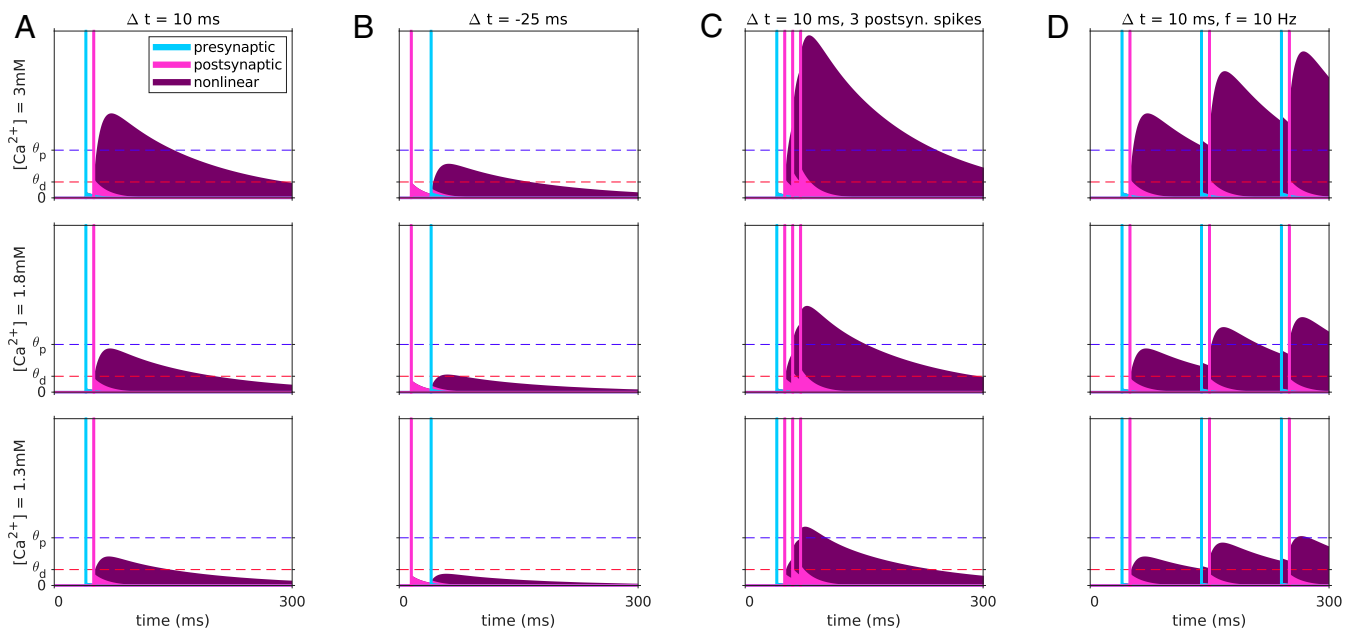 A
Δ t = 10 ms
B
Δ t = -25 ms
C
Δ t = 10 ms, 3 postsyn. spikes
D
Δ t = 10 ms, f = 10 Hz
presynaptic
postsynaptic
nonlinear
[Ca2+] = 3mM
θp
θd
0
[Ca2+] = 1.8mM
θp
θd
0
[Ca2+] = 1.3mM
θp
θd
0
0 300
time (ms)
0 300
time (ms)
0 300
time (ms)
0 300
time (ms)